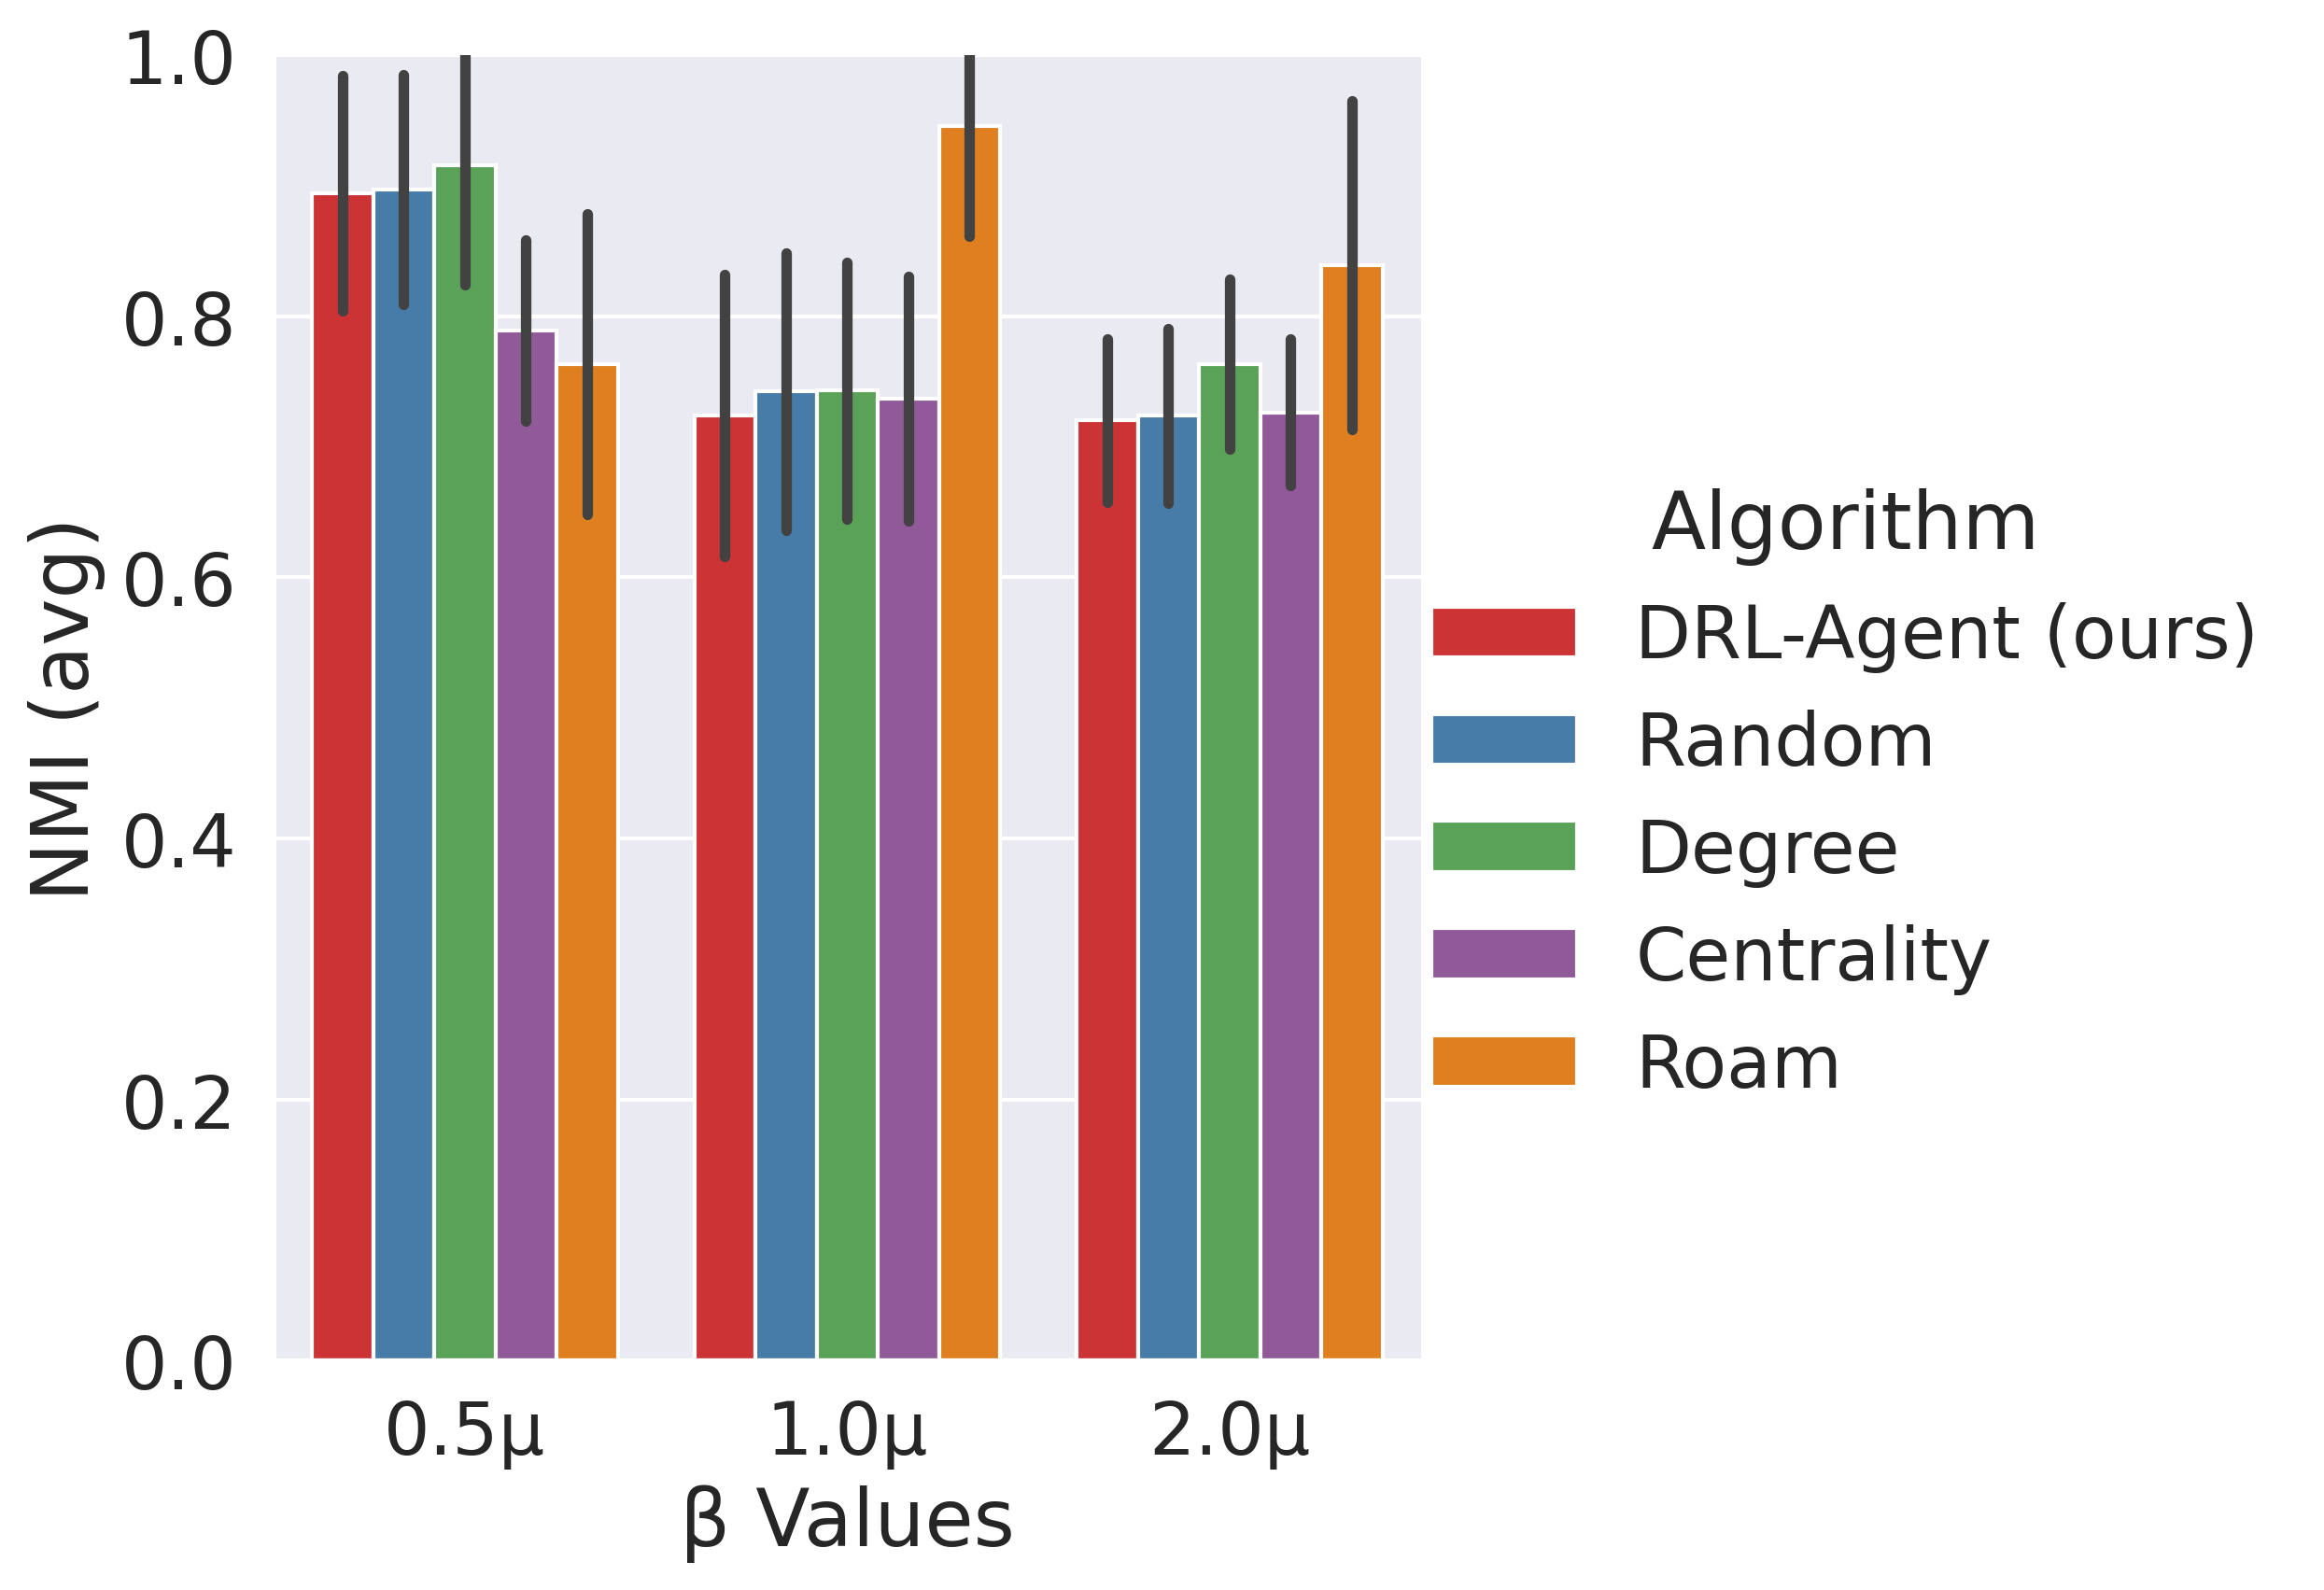 1.0
0.8
0.6
0.4
0.2
0.0
NMI (avg)
0.5μ 1.0μ 2.0μ
β Values
Algorithm
DRL-Agent (ours)
Random
Degree
Centrality
Roam